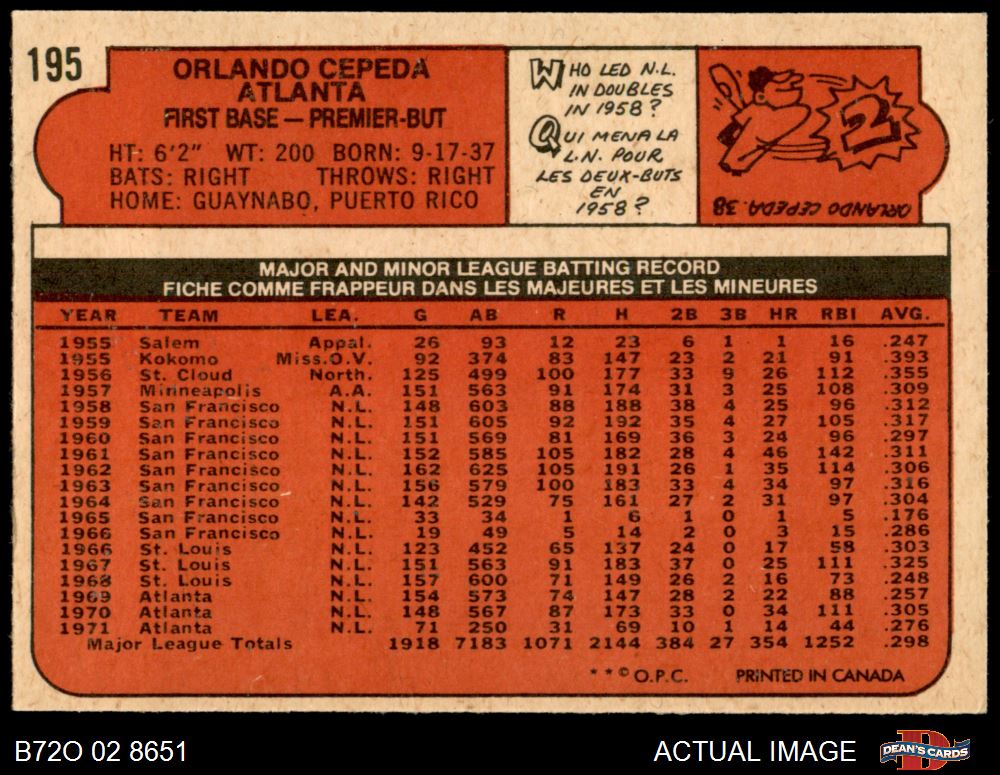 195
ORLANDO CEPEDA
ATLANTA
FIRST BASE — PREMIER-BUT
HT: 6'2" WT: 200 BORN: 9-17-37
BATS: RIGHT THROWS: RIGHT
HOME: GUAYNABO, PUERTO RICO
WHO LED N.L.
IN DOUBLES
IN 1958?
QUI MENA LA
L.N. POUR
LES DEUX-BUTS
EN
1958?
2
ORLANDO CEPEDA. 38
MAJOR AND MINOR LEAGUE BATTING RECORD
FICHE COMME FRAPPEUR DANS LES MAJEURES ET LES MINEURES
YEAR TEAM LEA. G AB R H 2B 3B HR RBI AVG.
1955 Salem Appal. 26 93 12 23 6 1 1 16 .247
1955 Kokomo Miss.O.V. 92 374 83 147 23 2 21 91 .393
1956 St. Cloud North. 125 499 100 177 33 9 26 112 .355
1957 Minneapolis A.A. 151 563 91 174 31 3 25 108 .309
1958 San Francisco N.L. 148 603 88 188 38 4 25 96 .312
1959 San Francisco N.L. 151 605 92 192 35 4 27 105 .317
1960 San Francisco N.L. 151 569 81 169 36 3 24 96 .297
1961 San Francisco N.L. 152 585 105 182 28 4 46 142 .311
1962 San Francisco N.L. 162 625 105 191 26 1 35 114 .306
1963 San Francisco N.L. 156 579 100 183 33 4 34 97 .316
1964 San Francisco N.L. 142 529 75 161 27 2 31 97 .304
1965 San Francisco N.L. 33 34 1 6 1 0 1 5 .176
1966 San Francisco N.L. 19 49 5 14 2 0 3 15 .286
1966 St. Louis N.L. 123 452 65 137 24 0 17 58 .303
1967 St. Louis N.L. 151 563 91 183 37 0 25 111 .325
1968 St. Louis N.L. 157 600 71 149 26 2 16 73 .248
1969 Atlanta N.L. 154 573 74 147 28 2 22 88 .257
1970 Atlanta N.L. 148 567 87 173 33 0 34 111 .305
1971 Atlanta N.L. 71 250 31 69 10 1 14 44 .276
Major League Totals 1918 7183 1071 2144 384 27 354 1252 .298
**©O.P.C. PRINTED IN CANADA
B72O 02 8651
ACTUAL IMAGE
DEAN'S CARDS